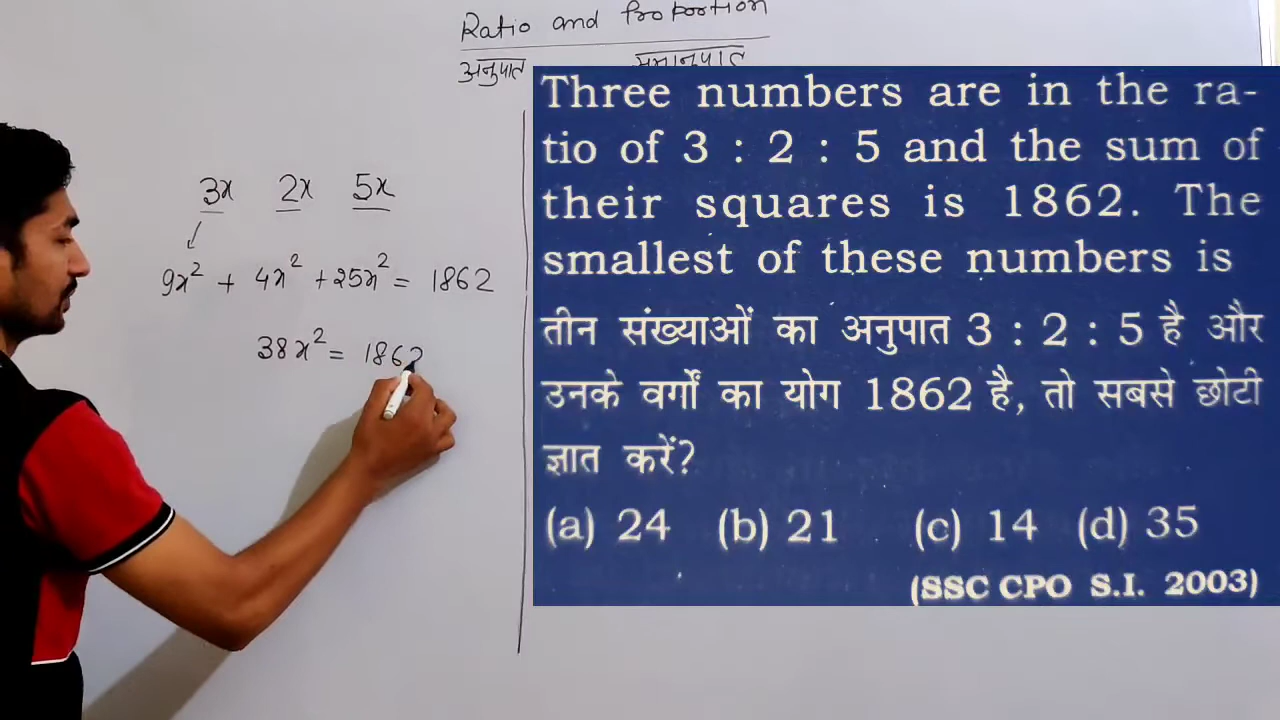 Ratio and Proportion
अनुपात समानुपात
3x 2x 5x
9x² + 4x² + 25x² = 1862
38x² = 1862
Three numbers are in the ra-
tio of 3 : 2 : 5 and the sum of
their squares is 1862. The
smallest of these numbers is
तीन संख्याओं का अनुपात 3 : 2 : 5 है और
उनके वर्गों का योग 1862 है, तो सबसे छोटी
ज्ञात करें?
(a) 24 (b) 21 (c) 14 (d) 35
(SSC CPO S.I. 2003)